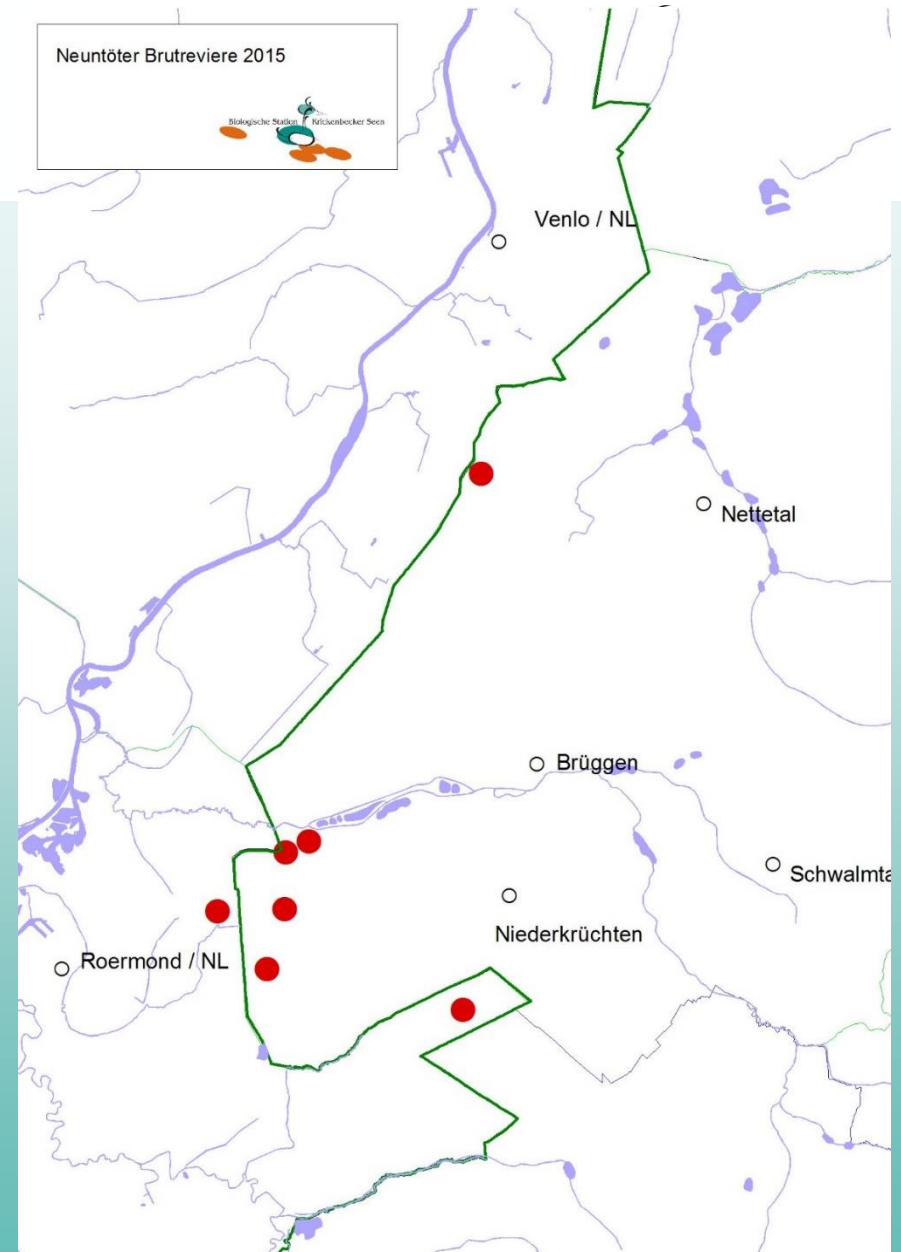 Neuntöter Brutreviere 2015
Biologische Station Krickenbecker Seen
Venlo / NL
Nettetal
Brüggen
Schwalmta
Niederkrüchten
Roermond / NL